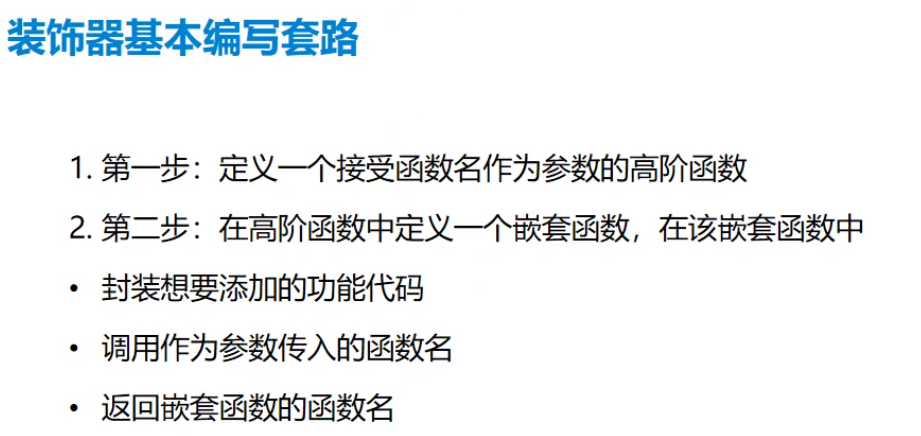 装饰器基本编写套路
1. 第一步：定义一个接受函数名作为参数的高阶函数
2. 第二步：在高阶函数中定义一个嵌套函数，在该嵌套函数中
• 封装想要添加的功能代码
• 调用作为参数传入的函数名
• 返回嵌套函数的函数名